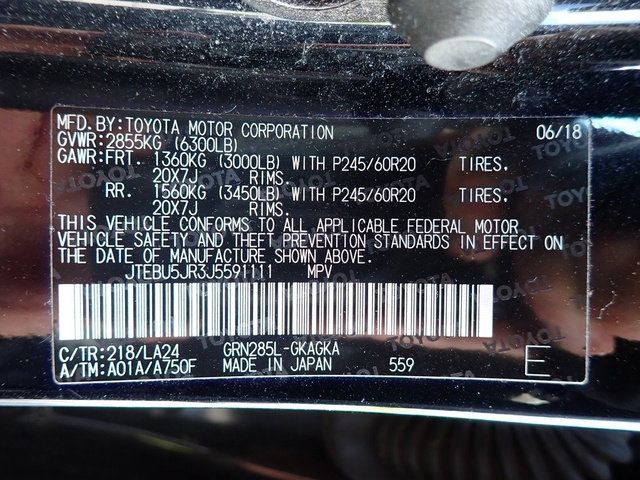 MFD.BY:TOYOTA MOTOR CORPORATION 06/18
GVWR:2855KG (6300LB)
GAWR:FRT. 1360KG (3000LB) WITH P245/60R20 TIRES.
20X7J RIMS.
RR. 1560KG (3450LB) WITH P245/60R20 TIRES.
20X7J RIMS.
THIS VEHICLE CONFORMS TO ALL APPLICABLE FEDERAL MOTOR
VEHICLE SAFETY AND THEFT PREVENTION STANDARDS IN EFFECT ON
THE DATE OF MANUFACTURE SHOWN ABOVE.
JTEBU5JR3J5591111 MPV
C/TR:218/LA24 GRN285L-GKAGKA
A/TM:A01A/A750F MADE IN JAPAN 559 E